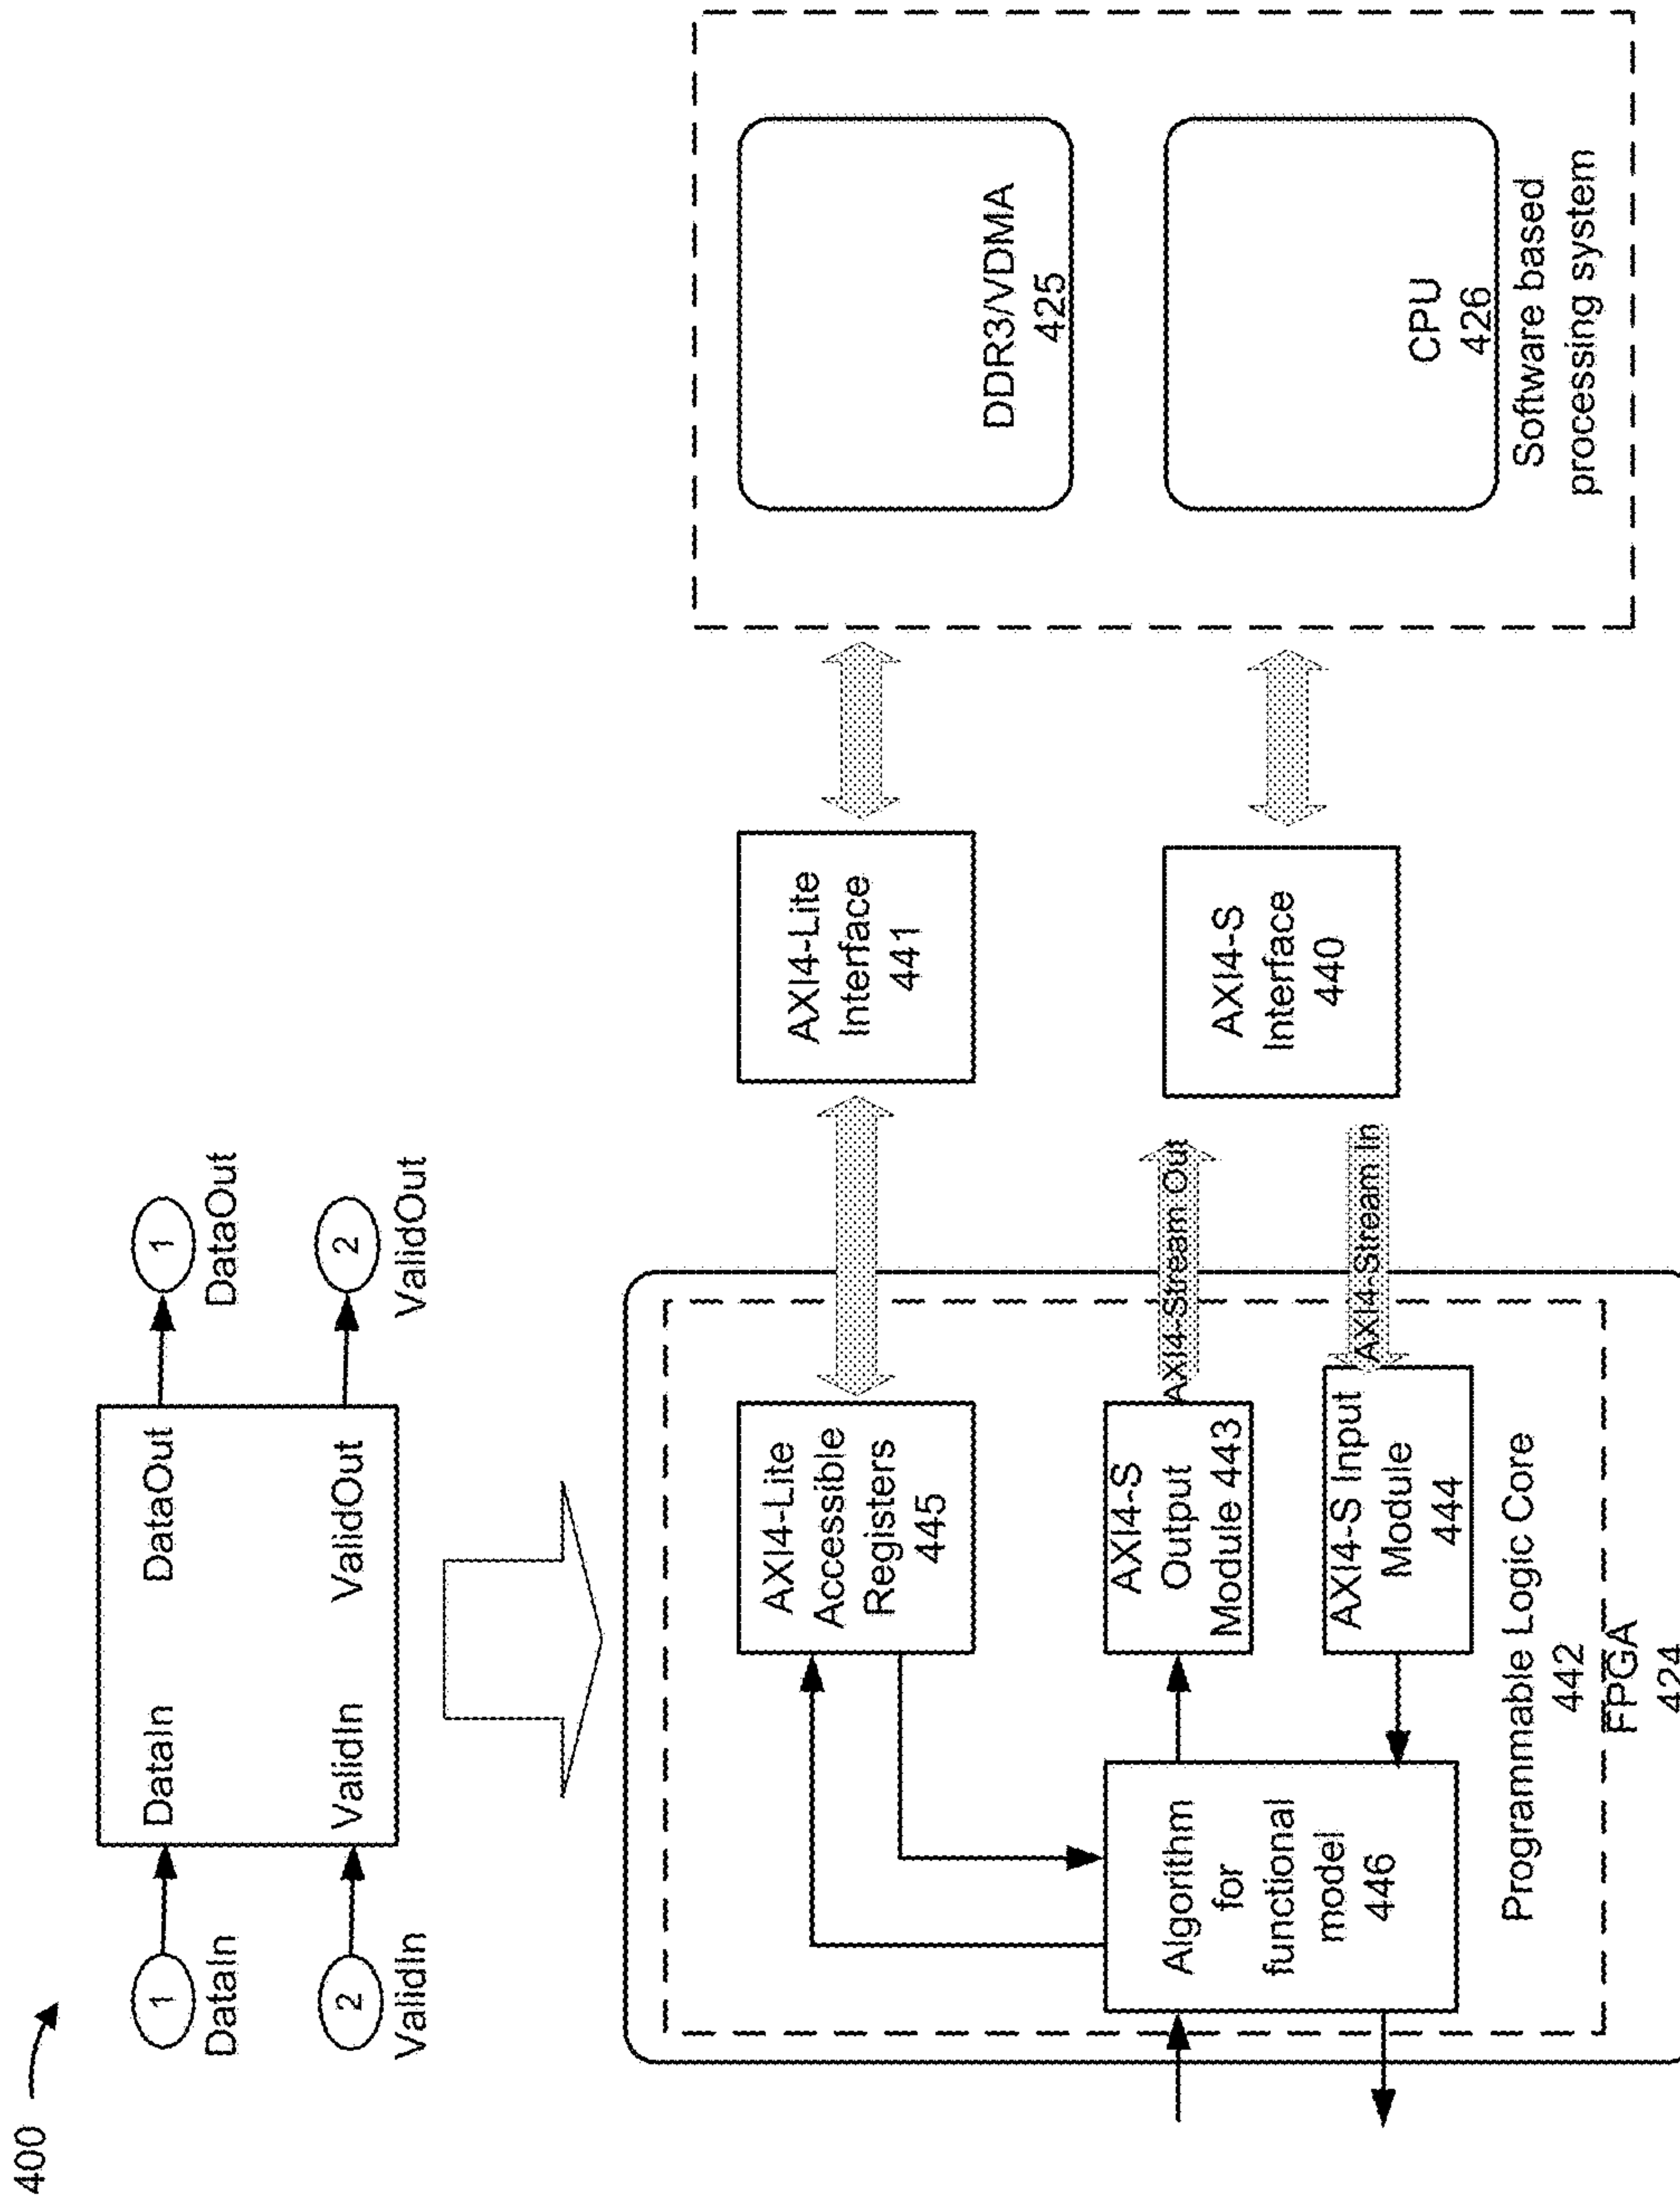 400
1
DataIn
2
ValidIn
DataIn
DataOut
ValidIn
ValidOut
1
DataOut
2
ValidOut
AXI4-Lite
Accessible
Registers
445
AXI4-S
Output
Module 443
AXI4-S Input
Module
444
Algorithm
for
functional
model
446
Programmable Logic Core
442
FPGA
424
AXI4-Stream Out
AXI4-Stream In
AXI4-Lite
Interface
441
AXI4-S
Interface
440
DDR3/VDMA
425
CPU
426
Software based
processing system